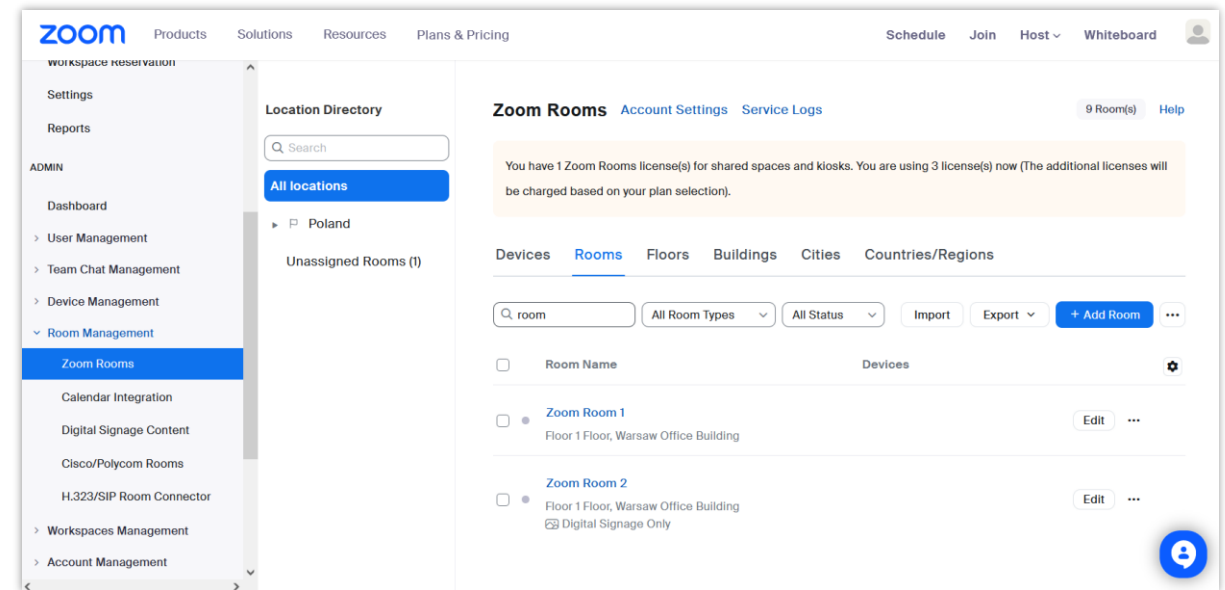 zoom
Products Solutions Resources Plans & Pricing
Schedule Join Host Whiteboard
Workspace Reservation
Settings
Reports
ADMIN
Dashboard
User Management
Team Chat Management
Device Management
Room Management
Zoom Rooms
Calendar Integration
Digital Signage Content
Cisco/Polycom Rooms
H.323/SIP Room Connector
Workspaces Management
Account Management
Location Directory
Search
All locations
Poland
Unassigned Rooms (1)
Zoom Rooms Account Settings Service Logs
9 Room(s) Help
You have 1 Zoom Rooms license(s) for shared spaces and kiosks. You are using 3 license(s) now (The additional licenses will
be charged based on your plan selection).
Devices Rooms Floors Buildings Cities Countries/Regions
room All Room Types All Status Import Export + Add Room ...
Room Name Devices
Zoom Room 1
Floor 1 Floor, Warsaw Office Building
Edit ...
Zoom Room 2
Floor 1 Floor, Warsaw Office Building
Digital Signage Only
Edit ...